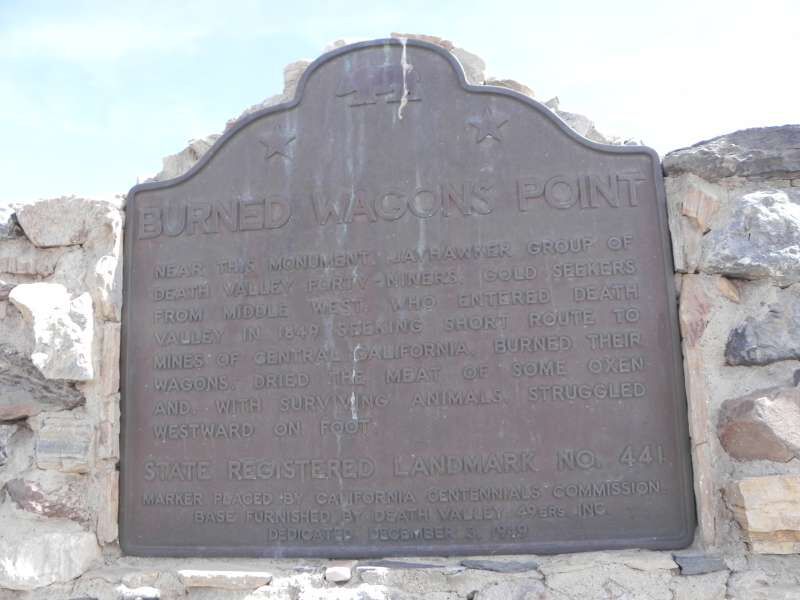 BURNED WAGONS POINT
NEAR THIS MONUMENT, JAYHAWKER GROUP OF
DEATH VALLEY FORTY-NINERS, GOLD SEEKERS
FROM MIDDLE WEST, WHO ENTERED DEATH
VALLEY IN 1849 SEEKING SHORT ROUTE TO
MINES OF CENTRAL CALIFORNIA, BURNED THEIR
WAGONS, DRIED THE MEAT OF SOME OXEN
AND, WITH SURVIVING ANIMALS, STRUGGLED
WESTWARD ON FOOT.
STATE REGISTERED LANDMARK NO. 441
MARKER PLACED BY CALIFORNIA CENTENNIALS COMMISSION.
BASE FURNISHED BY DEATH VALLEY '49ERS, INC.
DEDICATED DECEMBER 3, 1949